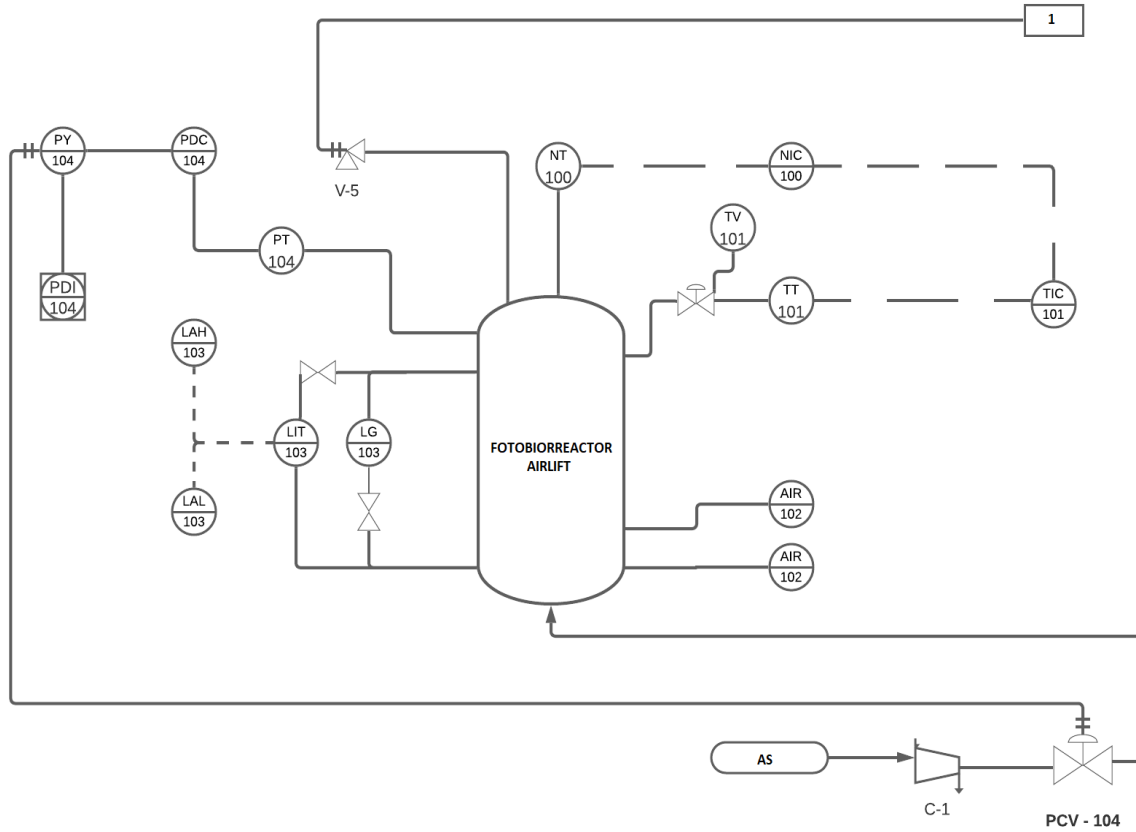 1
PY
104
PDC
104
V-5
NT
100
NIC
100
TV
101
PT
104
PDI
104
TT
101
TIC
101
LAH
103
LIT
103
LG
103
FOTOBIORREACTOR
AIRLIFT
LAL
103
AIR
102
AIR
102
AS
C-1
PCV - 104